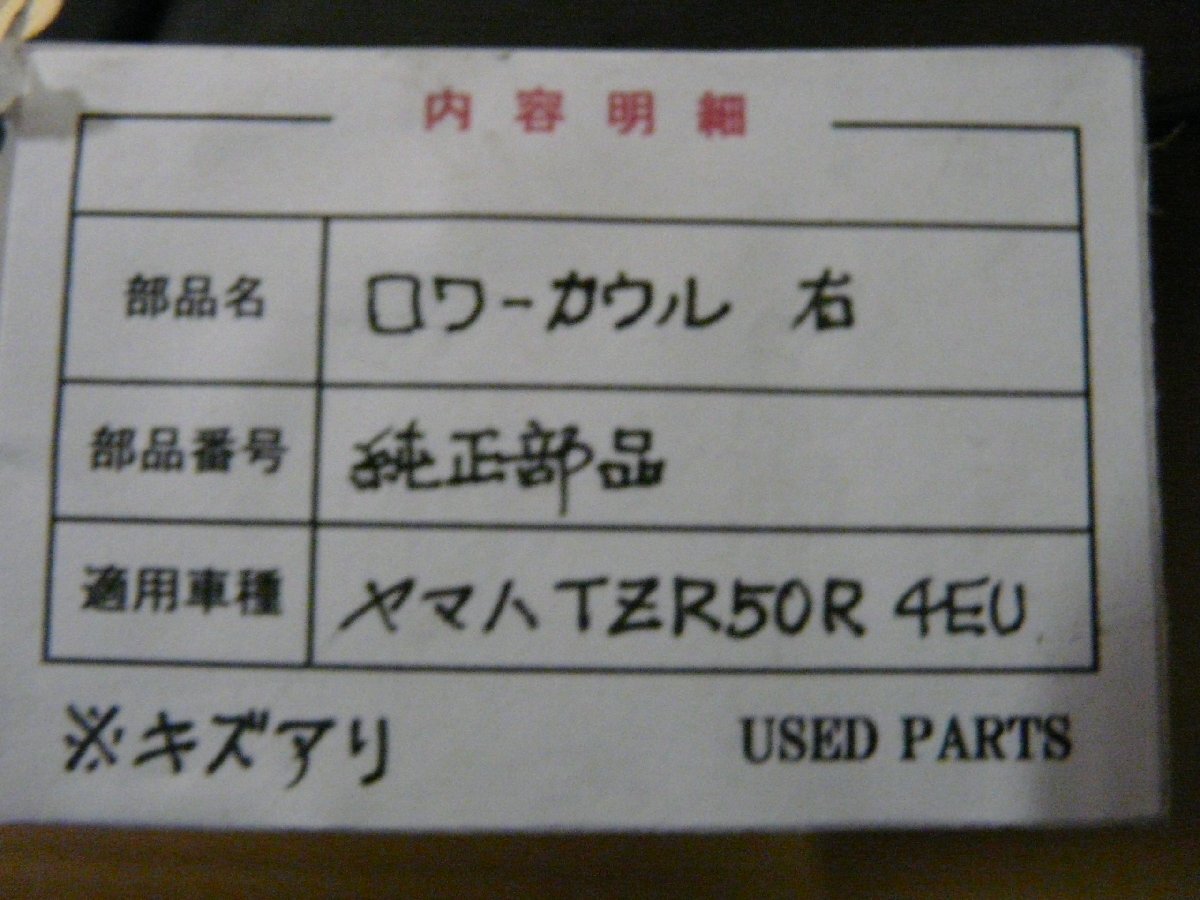 内容明細
部品名 ロワーカウル 右
部品番号 純正部品
適用車種 ヤマハTZR50R 4EU
※キズアリ USED PARTS